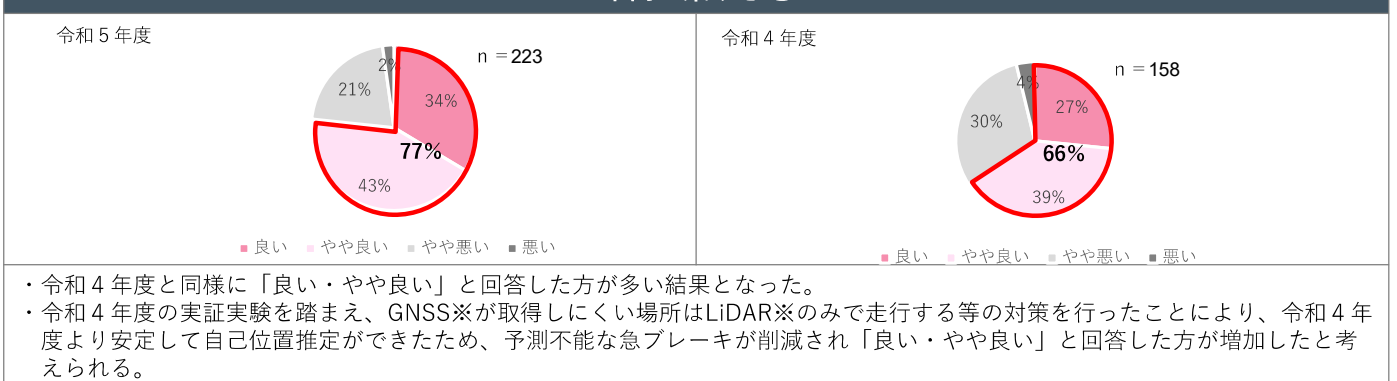 令和５年度
n ＝223
2%
21%
34%
77%
43%
■ 良い ■ やや良い ■ やや悪い ■ 悪い
令和４年度
n ＝158
4%
27%
30%
66%
39%
■ 良い ■ やや良い ■ やや悪い ■ 悪い
・令和４年度と同様に「良い・やや良い」と回答した方が多い結果となった。
・令和４年度の実証実験を踏まえ、GNSS※が取得しにくい場所はLiDAR※のみで走行する等の対策を行ったことにより、令和４年
度より安定して自己位置推定ができたため、予測不能な急ブレーキが削減され「良い・やや良い」と回答した方が増加したと考
えられる。